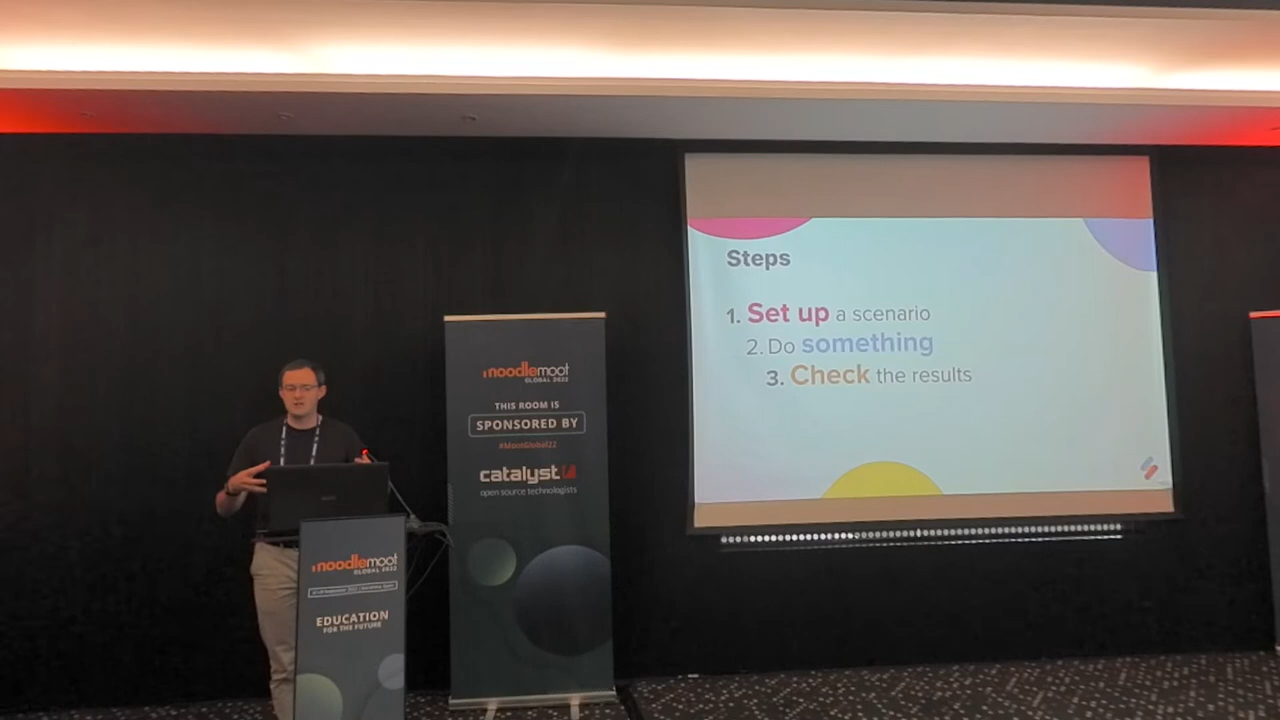 Steps
1. Set up a scenario
2. Do something
3. Check the results
moodlemoot
GLOBAL 2022
THIS ROOM IS
SPONSORED BY
#MootGlobal22
catalyst
open source technologists
moodlemoot
GLOBAL 2022
EDUCATION
FOR THE FUTURE